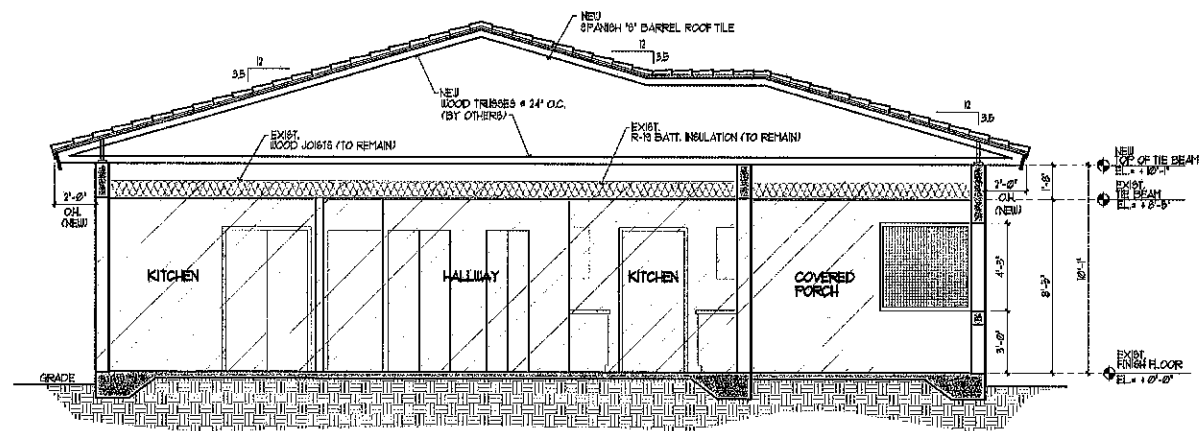 NEW
SPANISH "S" BARREL ROOF TILE
12
3.5
12
3.5
NEW
WOOD TRUSSES @ 24" O.C.
(BY OTHERS)
12
3.5
EXIST.
WOOD JOISTS (TO REMAIN)
EXIST.
R-19 BATT. INSULATION (TO REMAIN)
NEW
TOP OF TIE BEAM
EL.= +10'-1"
1'-8"
2'-0"
O.H.
(NEW)
2'-0"
O.H.
(NEW)
EXIST.
TIE BEAM
EL.= +8'-5"
KITCHEN
HALLWAY
KITCHEN
COVERED
PORCH
4'-3"
8'-5"
10'-1"
3'-0"
GRADE
EXIST.
FINISH FLOOR
EL.= +0'-0"